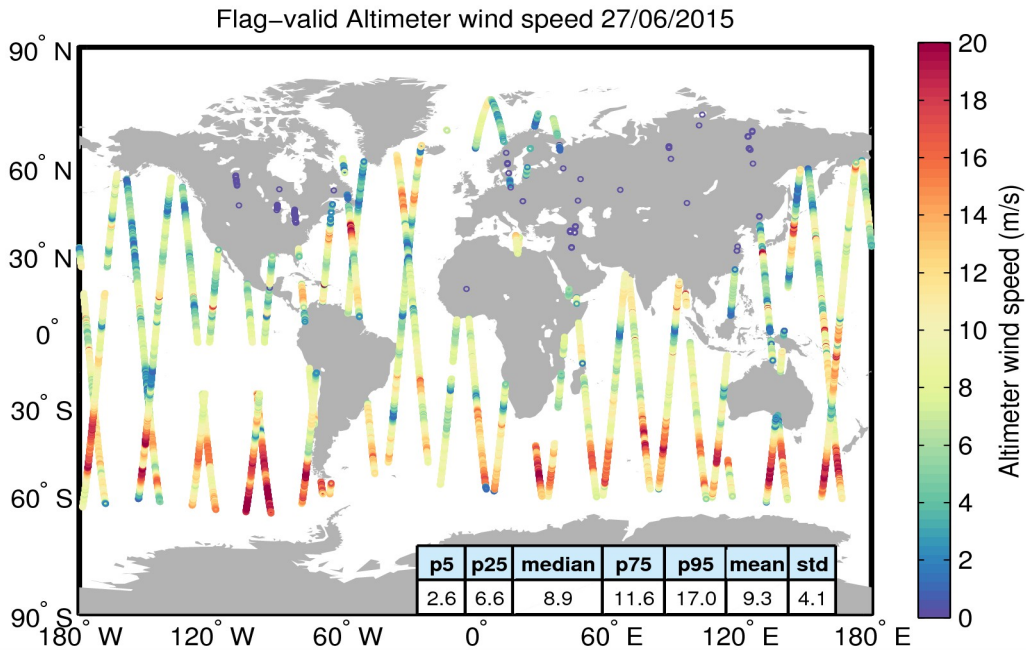 Flag−valid Altimeter wind speed 27/06/2015
90° N
60° N
30° N
0°
30° S
60° S
90° S
180° W
120° W
60° W
0°
60° E
120° E
180° E
p5 p25 median p75 p95 mean std
2.6 6.6 8.9 11.6 17.0 9.3 4.1
20
18
16
14
12
10
8
6
4
2
0
Altimeter wind speed (m/s)